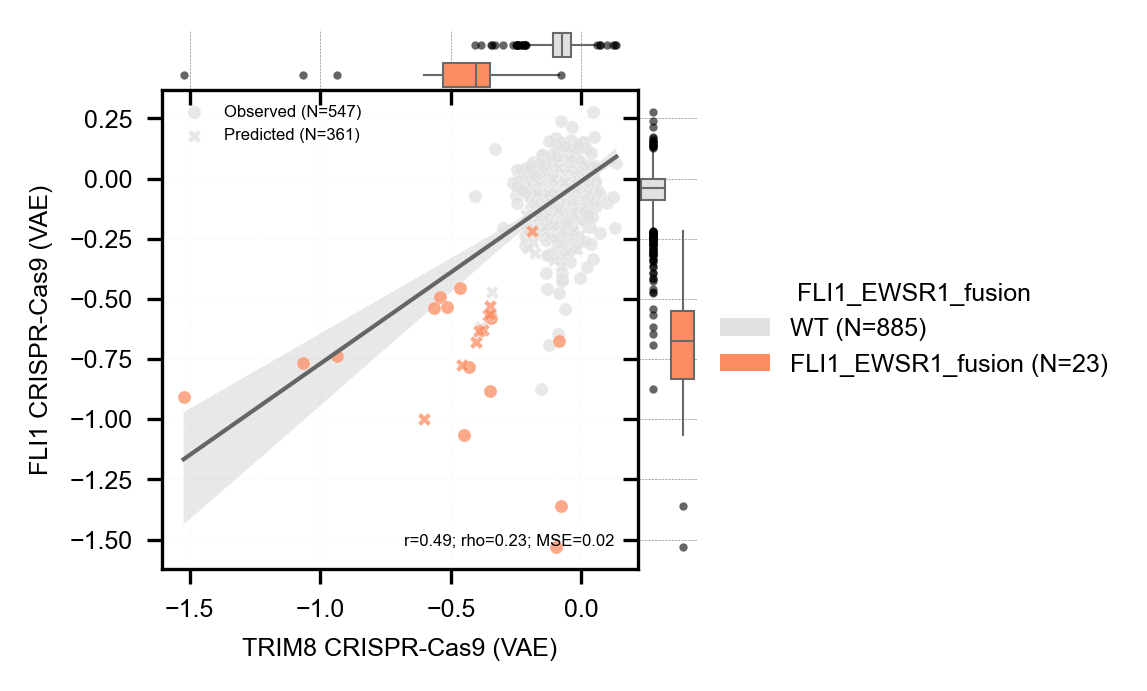 Observed (N=547)
Predicted (N=361)
0.25
0.00
−0.25
−0.50
−0.75
−1.00
−1.25
−1.50
FLI1 CRISPR-Cas9 (VAE)
r=0.49; rho=0.23; MSE=0.02
−1.5
−1.0
−0.5
0.0
TRIM8 CRISPR-Cas9 (VAE)
FLI1_EWSR1_fusion
WT (N=885)
FLI1_EWSR1_fusion (N=23)